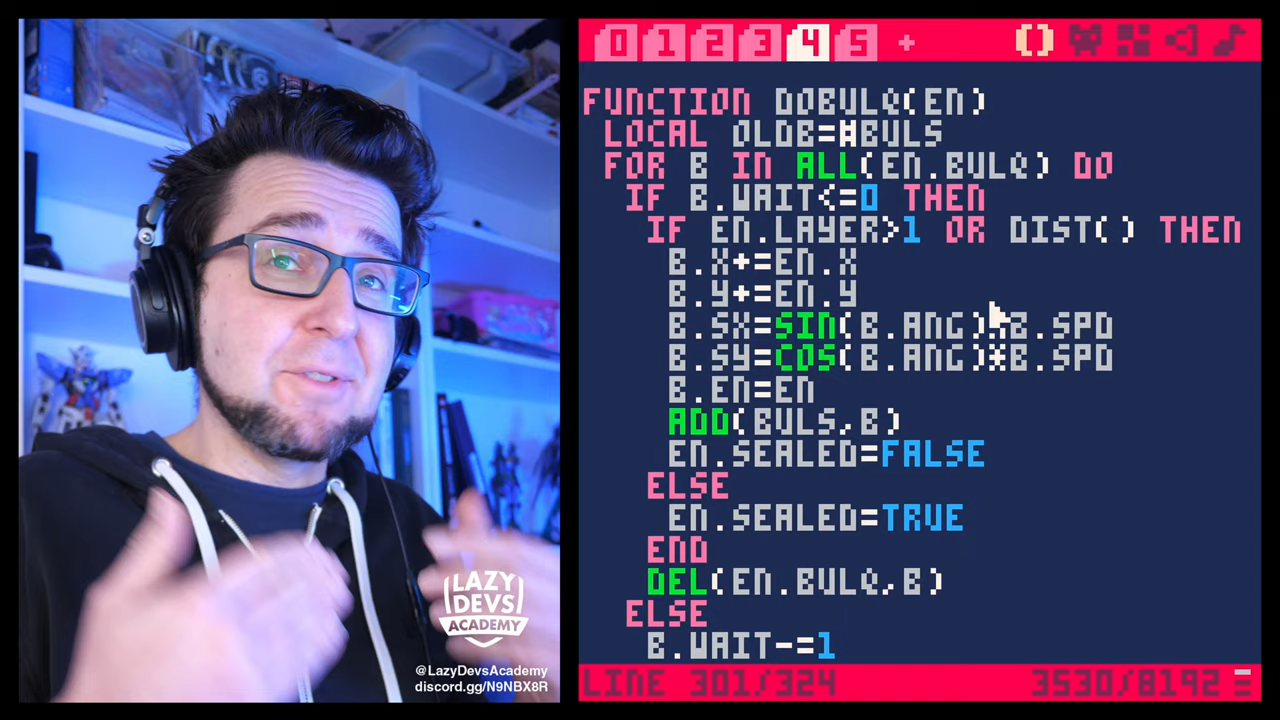 LAZY
DEVS
ACADEMY
@LazyDevsAcademy
discord.gg/N9NBX8R
0 1 2 3 4 5 +
FUNCTION DOBULQ(EN)
LOCAL OLDB=#BULS
FOR B IN ALL(EN.BULQ) DO
IF B.WAIT<=0 THEN
IF EN.LAYER>1 OR DIST() THEN
B.X+=EN.X
B.Y+=EN.Y
B.SX=SIN(B.ANG)*B.SPD
B.SY=COS(B.ANG)*B.SPD
B.EN=EN
ADD(BULS,B)
EN.SEALED=FALSE
ELSE
EN.SEALED=TRUE
END
DEL(EN.BULQ,B)
ELSE
B.WAIT-=1
LINE 301/324
3530/8192